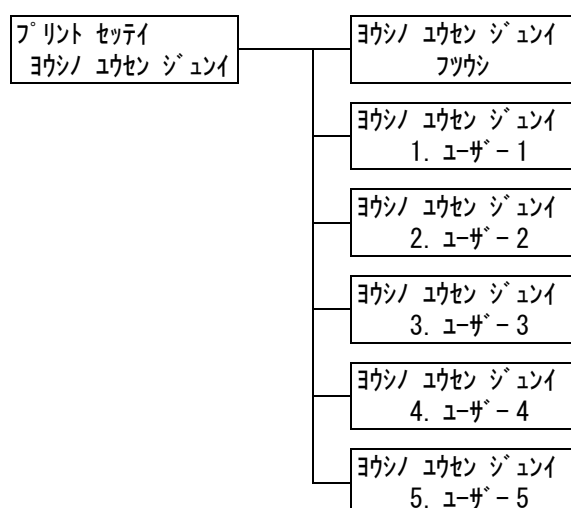 ﾌﾟﾘﾝﾄ ｾｯﾃｲ
ﾖｳｼﾉ ﾕｳｾﾝ ｼﾞｭﾝｲ
ﾖｳｼﾉ ﾕｳｾﾝ ｼﾞｭﾝｲ
ﾌﾂｳｼ
ﾖｳｼﾉ ﾕｳｾﾝ ｼﾞｭﾝｲ
1. ﾕｰｻﾞｰ 1
ﾖｳｼﾉ ﾕｳｾﾝ ｼﾞｭﾝｲ
2. ﾕｰｻﾞｰ 2
ﾖｳｼﾉ ﾕｳｾﾝ ｼﾞｭﾝｲ
3. ﾕｰｻﾞｰ 3
ﾖｳｼﾉ ﾕｳｾﾝ ｼﾞｭﾝｲ
4. ﾕｰｻﾞｰ 4
ﾖｳｼﾉ ﾕｳｾﾝ ｼﾞｭﾝｲ
5. ﾕｰｻﾞｰ 5